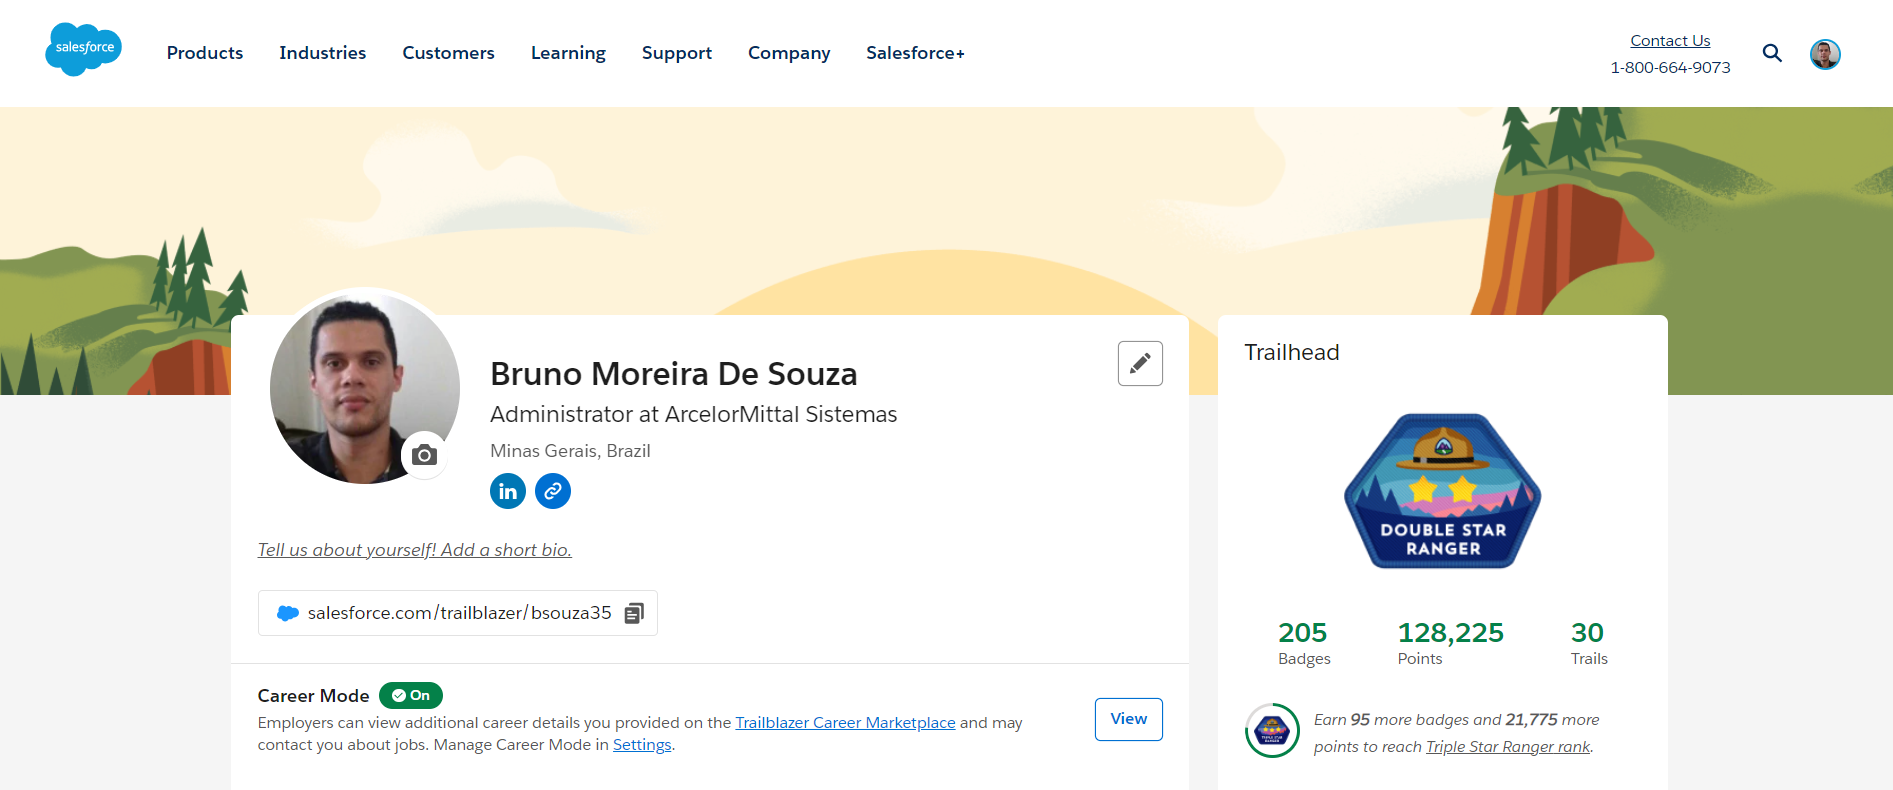 salesforce
Products Industries Customers Learning Support Company Salesforce+
Contact Us
1-800-664-9073
Bruno Moreira De Souza
Administrator at ArcelorMittal Sistemas
Minas Gerais, Brazil
in
Tell us about yourself! Add a short bio.
salesforce.com/trailblazer/bsouza35
Career Mode On
Employers can view additional career details you provided on the Trailblazer Career Marketplace and may
contact you about jobs. Manage Career Mode in Settings.
View
Trailhead
DOUBLE STAR
RANGER
205 128,225 30
Badges Points Trails
TRIPLE STAR
RANGER
Earn 95 more badges and 21,775 more
points to reach Triple Star Ranger rank.